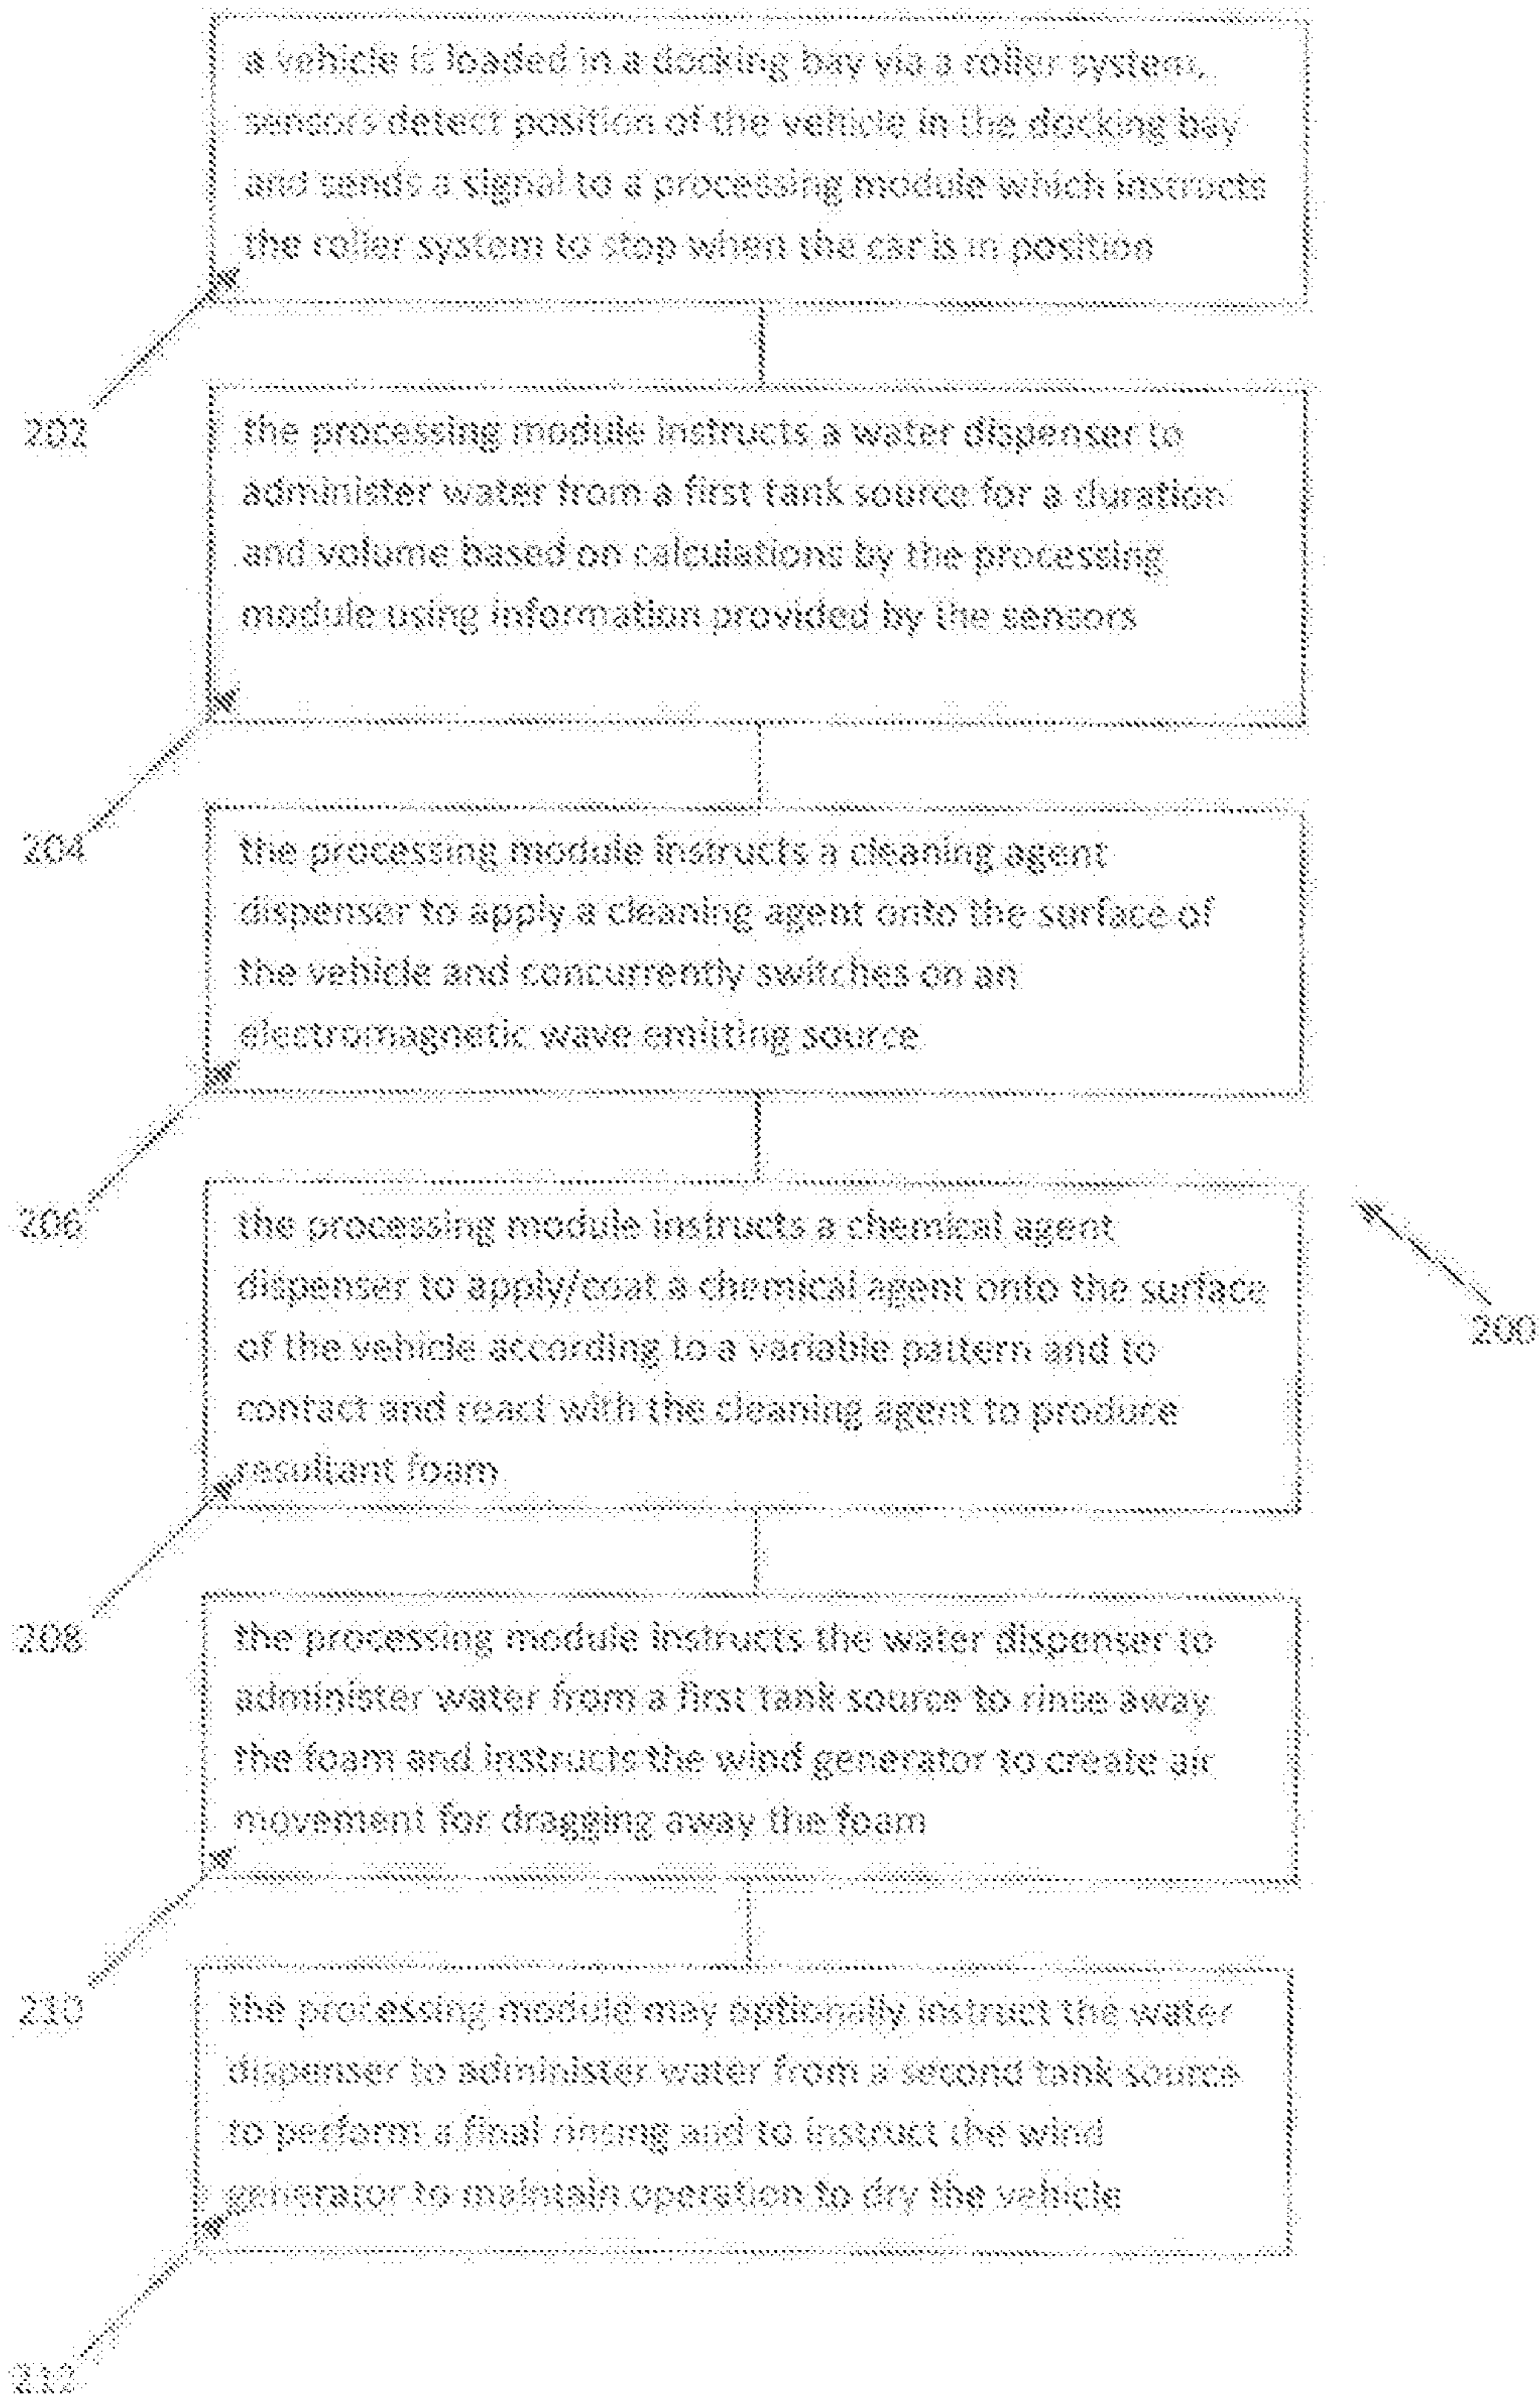 a vehicle is loaded in a docking bay via a roller system,
sensors detect position of the vehicle in the docking bay
and sends a signal to a processing module which instructs
the roller system to stop when the car is in position
202
the processing module instructs a water dispenser to
administer water from a first tank source for a duration
and volume based on calculations by the processing
module using information provided by the sensors
204
the processing module instructs a cleaning agent
dispenser to apply a cleaning agent onto the surface of
the vehicle and concurrently switches on an
electromagnetic wave emitting source
206
the processing module instructs a chemical agent
dispenser to apply/coat a chemical agent onto the surface
of the vehicle according to a variable pattern and to
contact and react with the cleaning agent to produce
resultant foam
200
208
the processing module instructs the water dispenser to
administer water from a first tank source to rinse away
the foam and instructs the wind generator to create air
movement for dragging away the foam
210
the processing module may optionally instruct the water
dispenser to administer water from a second tank source
to perform a final rinsing and to instruct the wind
generator to maintain operation to dry the vehicle
212